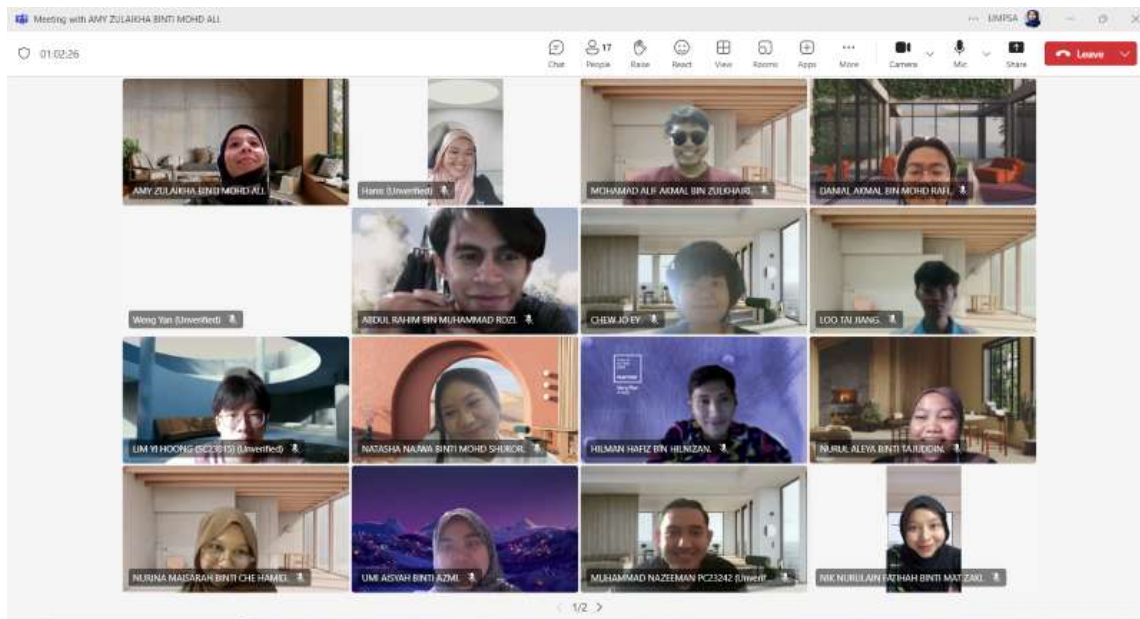 Meeting with AMY ZULAIKHA BINTI MOHD ALI
UMPSA
01:02:26
Chat
17
People
Raise
React
View
Rooms
Apps
More
Camera
Mic
Share
Leave
AMY ZULAIKHA BINTI MOHD ALI.
Hanis (Unverified)
MOHAMAD ALIF AKMAL BIN ZULKHAIRI.
DANIAL AKMAL BIN MOHD RAFI.
Weng Yan (Unverified)
ABDUL RAHIM BIN MUHAMMAD ROZI.
CHEW JO EY.
LOO TAI JIANG.
LIM YI HOONG (SC23015) (Unverified)
NATASHA NAJWA BINTI MOHD SHUKOR.
HILMAN HAFIZ BIN HILNIZAN.
NURUL ALEYA BINTI TAJUDDIN.
NURINA MAISARAH BINTI CHE HAMID.
UMI AISYAH BINTI AZMI.
MUHAMMAD NAZEEMAN PC23242 (Unverif...
NIK NURULAIN FATIHAH BINTI MAT ZAKI.
1/2